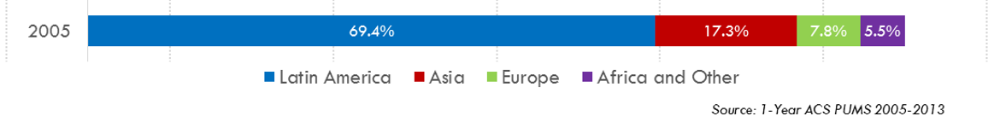 2005 69.4% 17.3% 7.8% 5.5%
Latin America Asia Europe Africa and Other
Source: 1-Year ACS PUMS 2005-2013